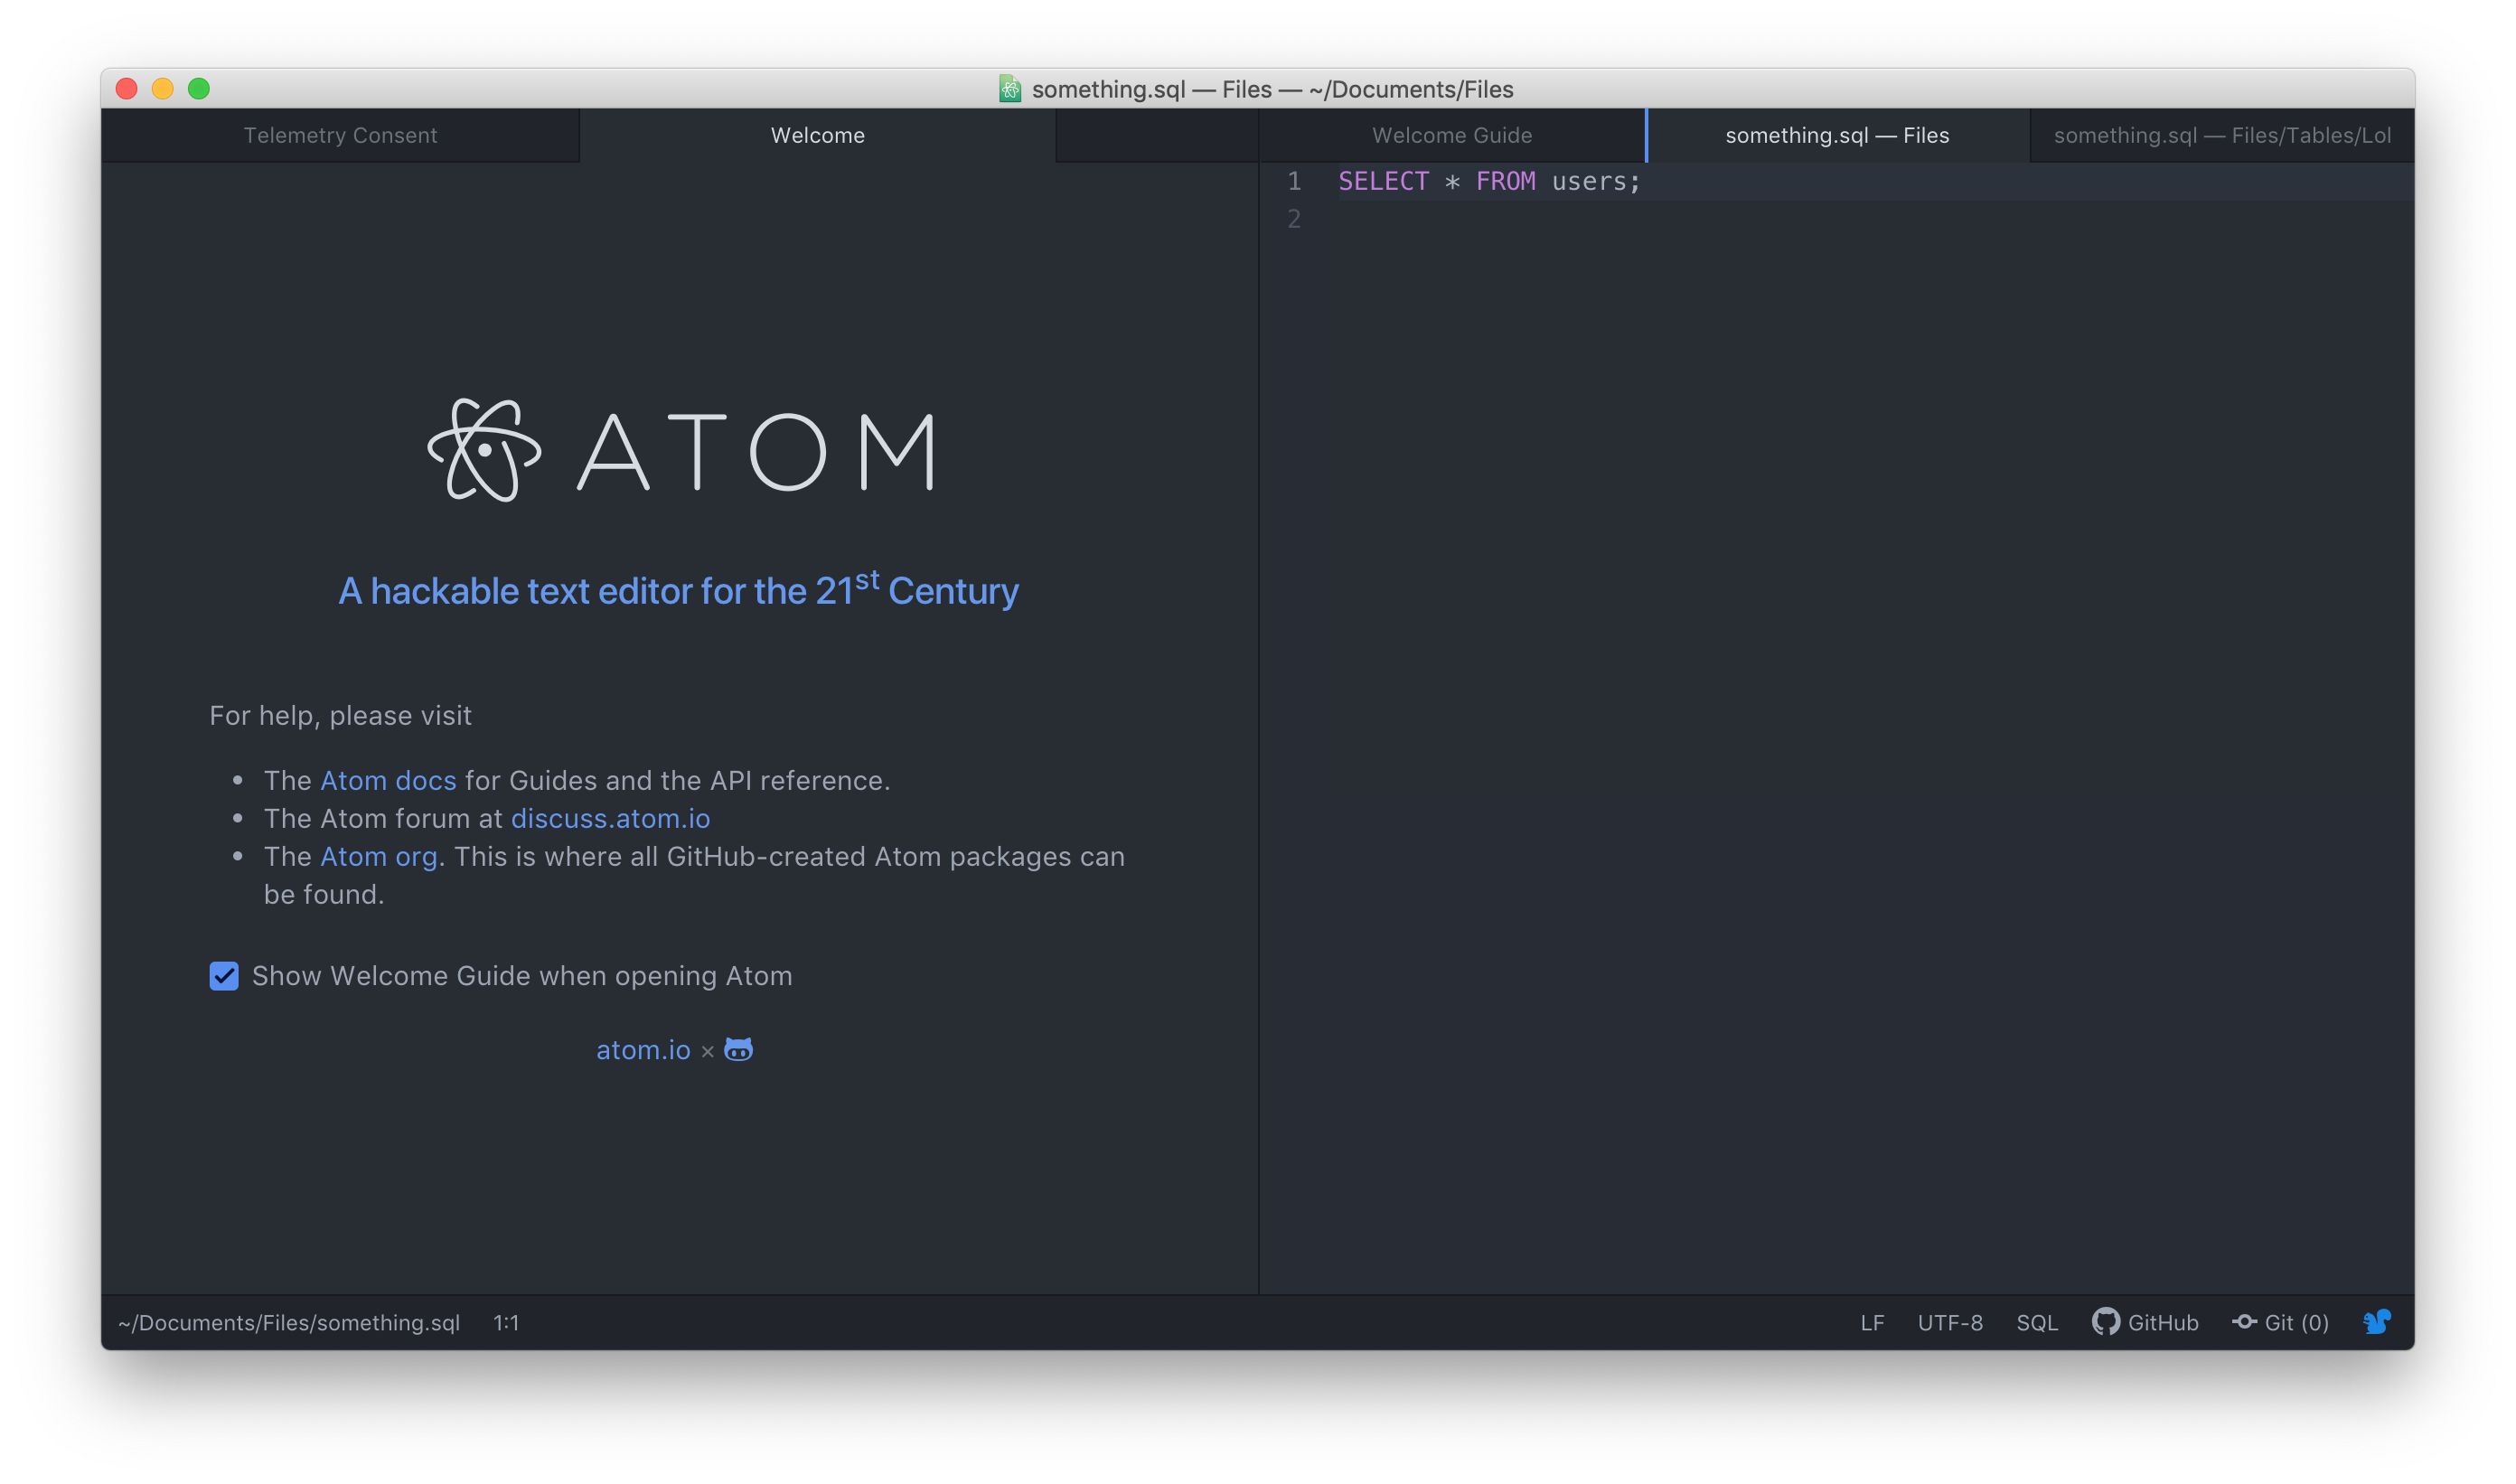 something.sql — Files — ~/Documents/Files
Telemetry Consent
Welcome
Welcome Guide
something.sql — Files
something.sql — Files/Tables/Lol
1 SELECT * FROM users;
2
ATOM
A hackable text editor for the 21st Century
For help, please visit
• The Atom docs for Guides and the API reference.
• The Atom forum at discuss.atom.io
• The Atom org. This is where all GitHub-created Atom packages can
be found.
Show Welcome Guide when opening Atom
atom.io ×
~/Documents/Files/something.sql 1:1
LF UTF-8 SQL GitHub Git (0)